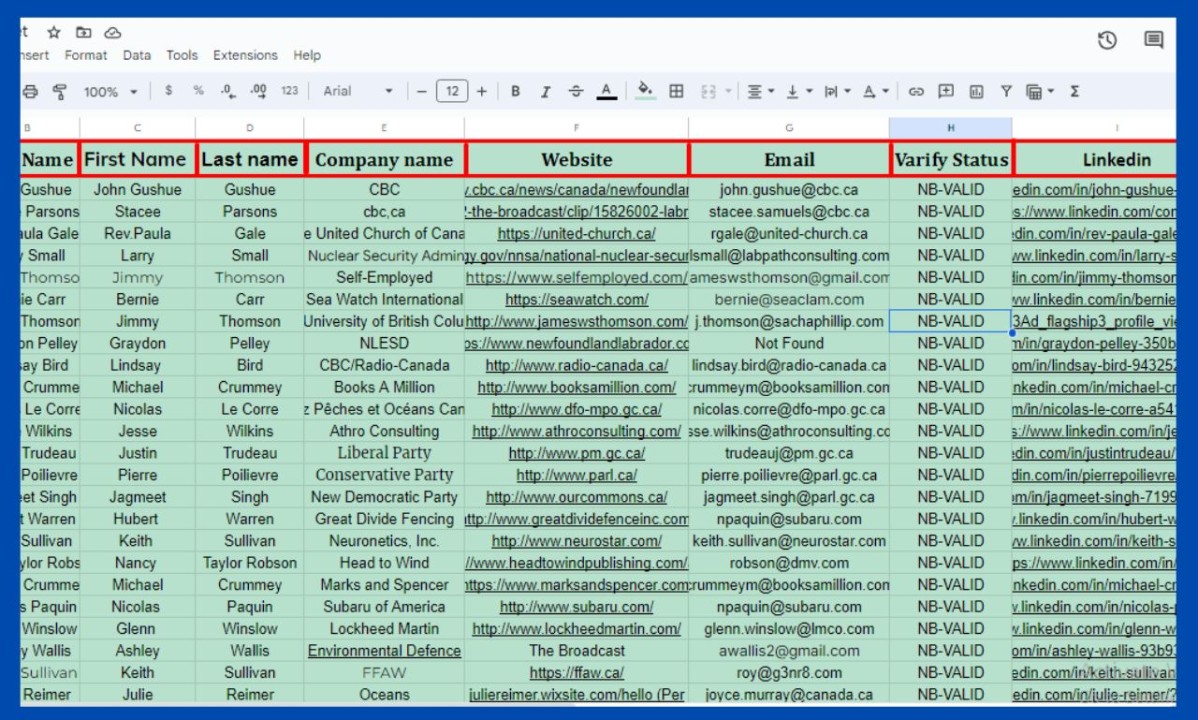 Format Data Tools Extensions Help
100% $ % .0 .00 123 Arial − 12 + B I A Σ
B C D E F G H I
Name First Name Last name Company name Website Email Varify Status Linkedin
Gushue John Gushue Gushue CBC /.cbc.ca/news/canada/newfoundlar john.gushue@cbc.ca NB-VALID edin.com/in/john-gushue-
Parsons Stacee Parsons cbc,ca -the-broadcast/clip/15826002-labr stacee.samuels@cbc.ca NB-VALID s://www.linkedin.com/con
aula Gale Rev.Paula Gale e United Church of Cana https://united-church.ca/ rgale@united-church.ca NB-VALID edin.com/in/rev-paula-gale
Small Larry Small Nuclear Security Admin gy.gov/nnsa/national-nuclear-secur lsmall@labpathconsulting.com NB-VALID ww.linkedin.com/in/larry-s
Thomso Jimmy Thomson Self-Employed https://www.selfemployed.com/ ameswsthomson@gmail.com NB-VALID din.com/in/jimmy-thomson
ie Carr Bernie Carr Sea Watch International https://seawatch.com/ bernie@seaclam.com NB-VALID ww.linkedin.com/in/bernie
Thomson Jimmy Thomson University of British Colu http://www.jameswsthomson.com/ j.thomson@sachaphillip.com NB-VALID 3Ad_flagship3_profile_vie
on Pelley Graydon Pelley NLESD ps://www.newfoundlandlabrador.cc Not Found NB-VALID n/in/graydon-pelley-350b
ay Bird Lindsay Bird CBC/Radio-Canada http://www.radio-canada.ca/ lindsay.bird@radio-canada.ca NB-VALID om/in/lindsay-bird-943252
Crumme Michael Crummey Books A Million http://www.booksamillion.com/ crummeym@booksamillion.con NB-VALID nkedin.com/in/michael-cr
Le Corre Nicolas Le Corre z Pêches et Océans Can http://www.dfo-mpo.gc.ca/ nicolas.corre@dfo-mpo.gc.ca NB-VALID m/in/nicolas-le-corre-a54
Wilkins Jesse Wilkins Athro Consulting http://www.athroconsulting.com/ sse.wilkins@athroconsulting.cc NB-VALID s://www.linkedin.com/in/je
Trudeau Justin Trudeau Liberal Party http://www.pm.gc.ca/ trudeauj@pm.gc.ca NB-VALID edin.com/in/justintrudeau/
Poilievre Pierre Poilievre Conservative Party http://www.parl.ca/ pierre.poilievre@parl.gc.ca NB-VALID din.com/in/pierrepoilievre
eet Singh Jagmeet Singh New Democratic Party http://www.ourcommons.ca/ jagmeet.singh@parl.gc.ca NB-VALID m/in/jagmeet-singh-7199
t Warren Hubert Warren Great Divide Fencing http://www.greatdividefenceinc.com npaquin@subaru.com NB-VALID .linkedin.com/in/hubert-w
Sullivan Keith Sullivan Neuronetics, Inc. http://www.neurostar.com/ keith.sullivan@neurostar.com NB-VALID w.linkedin.com/in/keith-s
ylor Robs Nancy Taylor Robson Head to Wind //www.headtowindpublishing.com/ robson@dmv.com NB-VALID ps://www.linkedin.com/in
Crumme Michael Crummey Marks and Spencer https://www.marksandspencer.com crummeym@booksamillion.con NB-VALID nkedin.com/in/michael-cr
s Paquin Nicolas Paquin Subaru of America http://www.subaru.com/ npaquin@subaru.com NB-VALID .linkedin.com/in/nicolas-
Winslow Glenn Winslow Lockheed Martin http://www.lockheedmartin.com/ glenn.winslow@lmco.com NB-VALID .linkedin.com/in/glenn-w
y Wallis Ashley Wallis Environmental Defence The Broadcast awallis2@gmail.com NB-VALID om/in/ashley-wallis-93b9
Sullivan Keith Sullivan FFAW https://ffaw.ca/ roy@g3nr8.com NB-VALID edin.com/in/keith-sullivan
Reimer Julie Reimer Oceans juliereimer.wixsite.com/hello (Per joyce.murray@canada.ca NB-VALID edin.com/in/julie-reimer/